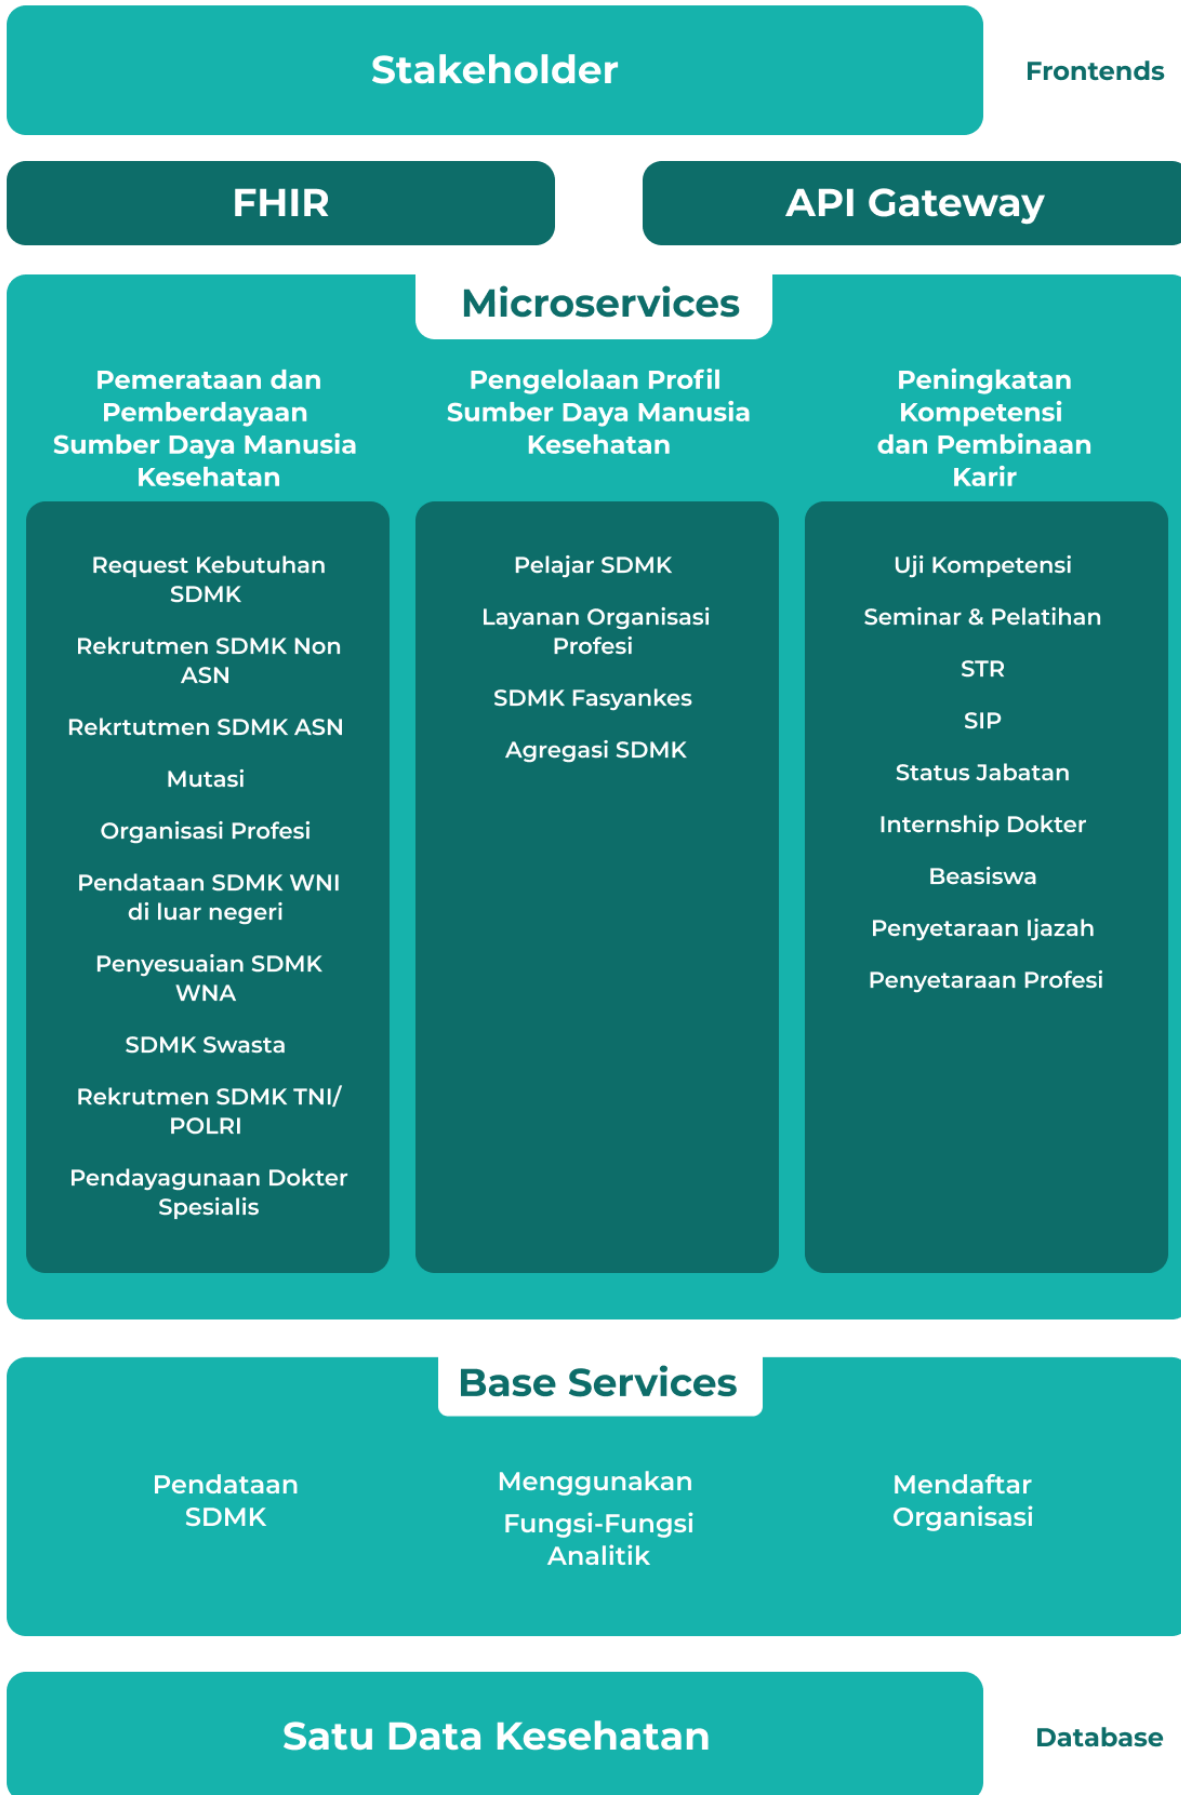 Stakeholder
Frontends
FHIR
API Gateway
Microservices
Pemerataan dan
Pemberdayaan
Sumber Daya Manusia
Kesehatan
Request Kebutuhan
SDMK
Rekrutmen SDMK Non
ASN
Rekrtutmen SDMK ASN
Mutasi
Organisasi Profesi
Pendataan SDMK WNI
di luar negeri
Penyesuaian SDMK
WNA
SDMK Swasta
Rekrutmen SDMK TNI/
POLRI
Pendayagunaan Dokter
Spesialis
Pengelolaan Profil
Sumber Daya Manusia
Kesehatan
Pelajar SDMK
Layanan Organisasi
Profesi
SDMK Fasyankes
Agregasi SDMK
Peningkatan
Kompetensi
dan Pembinaan
Karir
Uji Kompetensi
Seminar & Pelatihan
STR
SIP
Status Jabatan
Internship Dokter
Beasiswa
Penyetaraan Ijazah
Penyetaraan Profesi
Base Services
Pendataan
SDMK
Menggunakan
Fungsi-Fungsi
Analitik
Mendaftar
Organisasi
Satu Data Kesehatan
Database